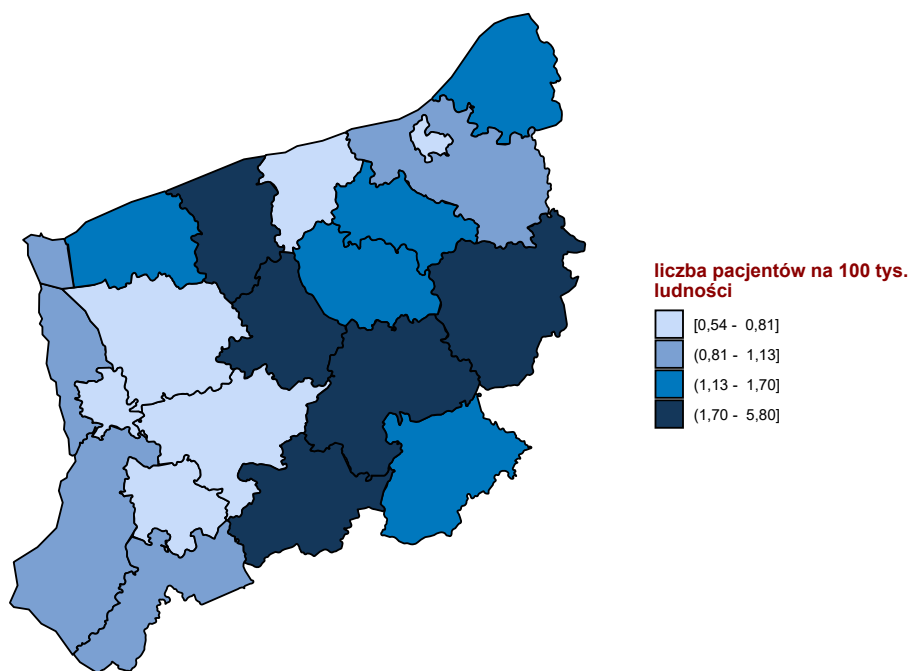 liczba pacjentów na 100 tys.
ludności
[0,54 - 0,81]
(0,81 - 1,13]
(1,13 - 1,70]
(1,70 - 5,80]